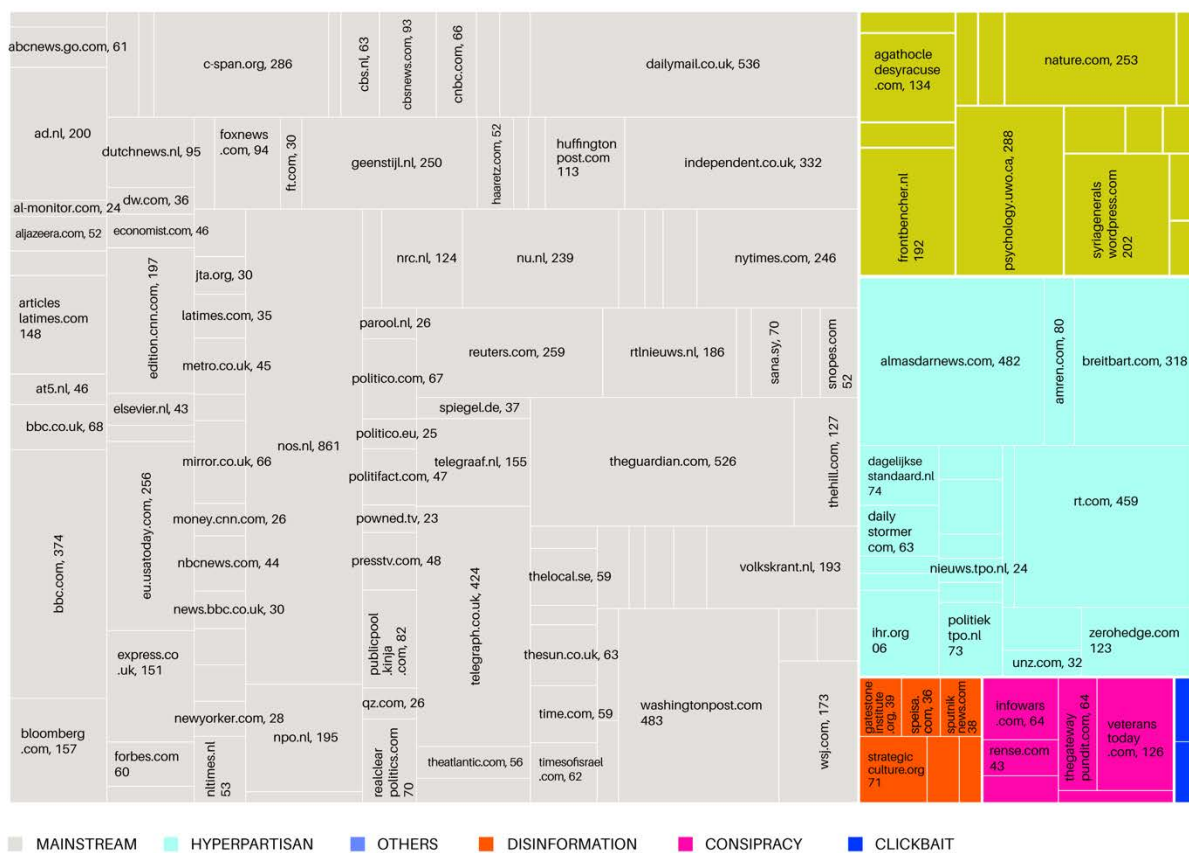 abcnews.go.com, 61
c-span.org, 286
cbs.nl, 63
cbsnews.com, 93
cnbc.com, 66
dailymail.co.uk, 536
ad.nl, 200
dutchnews.nl, 95
foxnews
.com, 94
ft.com, 30
geenstijl.nl, 250
haaretz.com, 52
huffington
post.com
113
independent.co.uk, 332
al-monitor.com, 24
dw.com, 36
aljazeera.com, 52
economist.com, 46
edition.cnn.com, 197
jta.org, 30
nrc.nl, 124
nu.nl, 239
nytimes.com, 246
articles
latimes.com
148
latimes.com, 35
metro.co.uk, 45
parool.nl, 26
politico.com, 67
reuters.com, 259
rtlnieuws.nl, 186
sana.sy, 70
snopes.com
52
at5.nl, 46
elsevier.nl, 43
bbc.co.uk, 68
nos.nl, 861
spiegel.de, 37
politico.eu, 25
telegraaf.nl, 155
theguardian.com, 526
thehill.com, 127
mirror.co.uk, 66
politifact.com, 47
eu.usatoday.com, 256
money.cnn.com, 26
powned.tv, 23
bbc.com, 374
nbcnews.com, 44
presstv.com, 48
telegraph.co.uk, 424
thelocal.se, 59
volkskrant.nl, 193
news.bbc.co.uk, 30
publicpool
.kinja
.com, 82
express.co
.uk, 151
thesun.co.uk, 63
washingtonpost.com
483
wsj.com, 173
bloomberg
.com, 157
newyorker.com, 28
qz.com, 26
time.com, 59
forbes.com
60
nltimes.nl
53
npo.nl, 195
realclear
politics.com
70
theatlantic.com, 56
timesofisrael
.com, 62
agathocle
desyracuse
.com, 134
nature.com, 253
frontbencher.nl
192
psychology.uwo.ca, 288
syriagenerals
wordpress.com
202
almasdarnews.com, 482
amren.com, 80
breitbart.com, 318
dagelijkse
standaard.nl
74
daily
stormer
com, 63
rt.com, 459
nieuws.tpo.nl, 24
ihr.org
06
politiek
tpo.nl
73
unz.com, 32
zerohedge.com
123
gatestone
institute
.org, 39
speisa.
com, 36
sputnik
news.com
38
strategic
culture.org
71
infowars
.com, 64
rense.com
43
thegateway
pundit.com, 64
veterans
today
.com, 126
MAINSTREAM
HYPERPARTISAN
OTHERS
DISINFORMATION
CONSPIRACY
CLICKBAIT